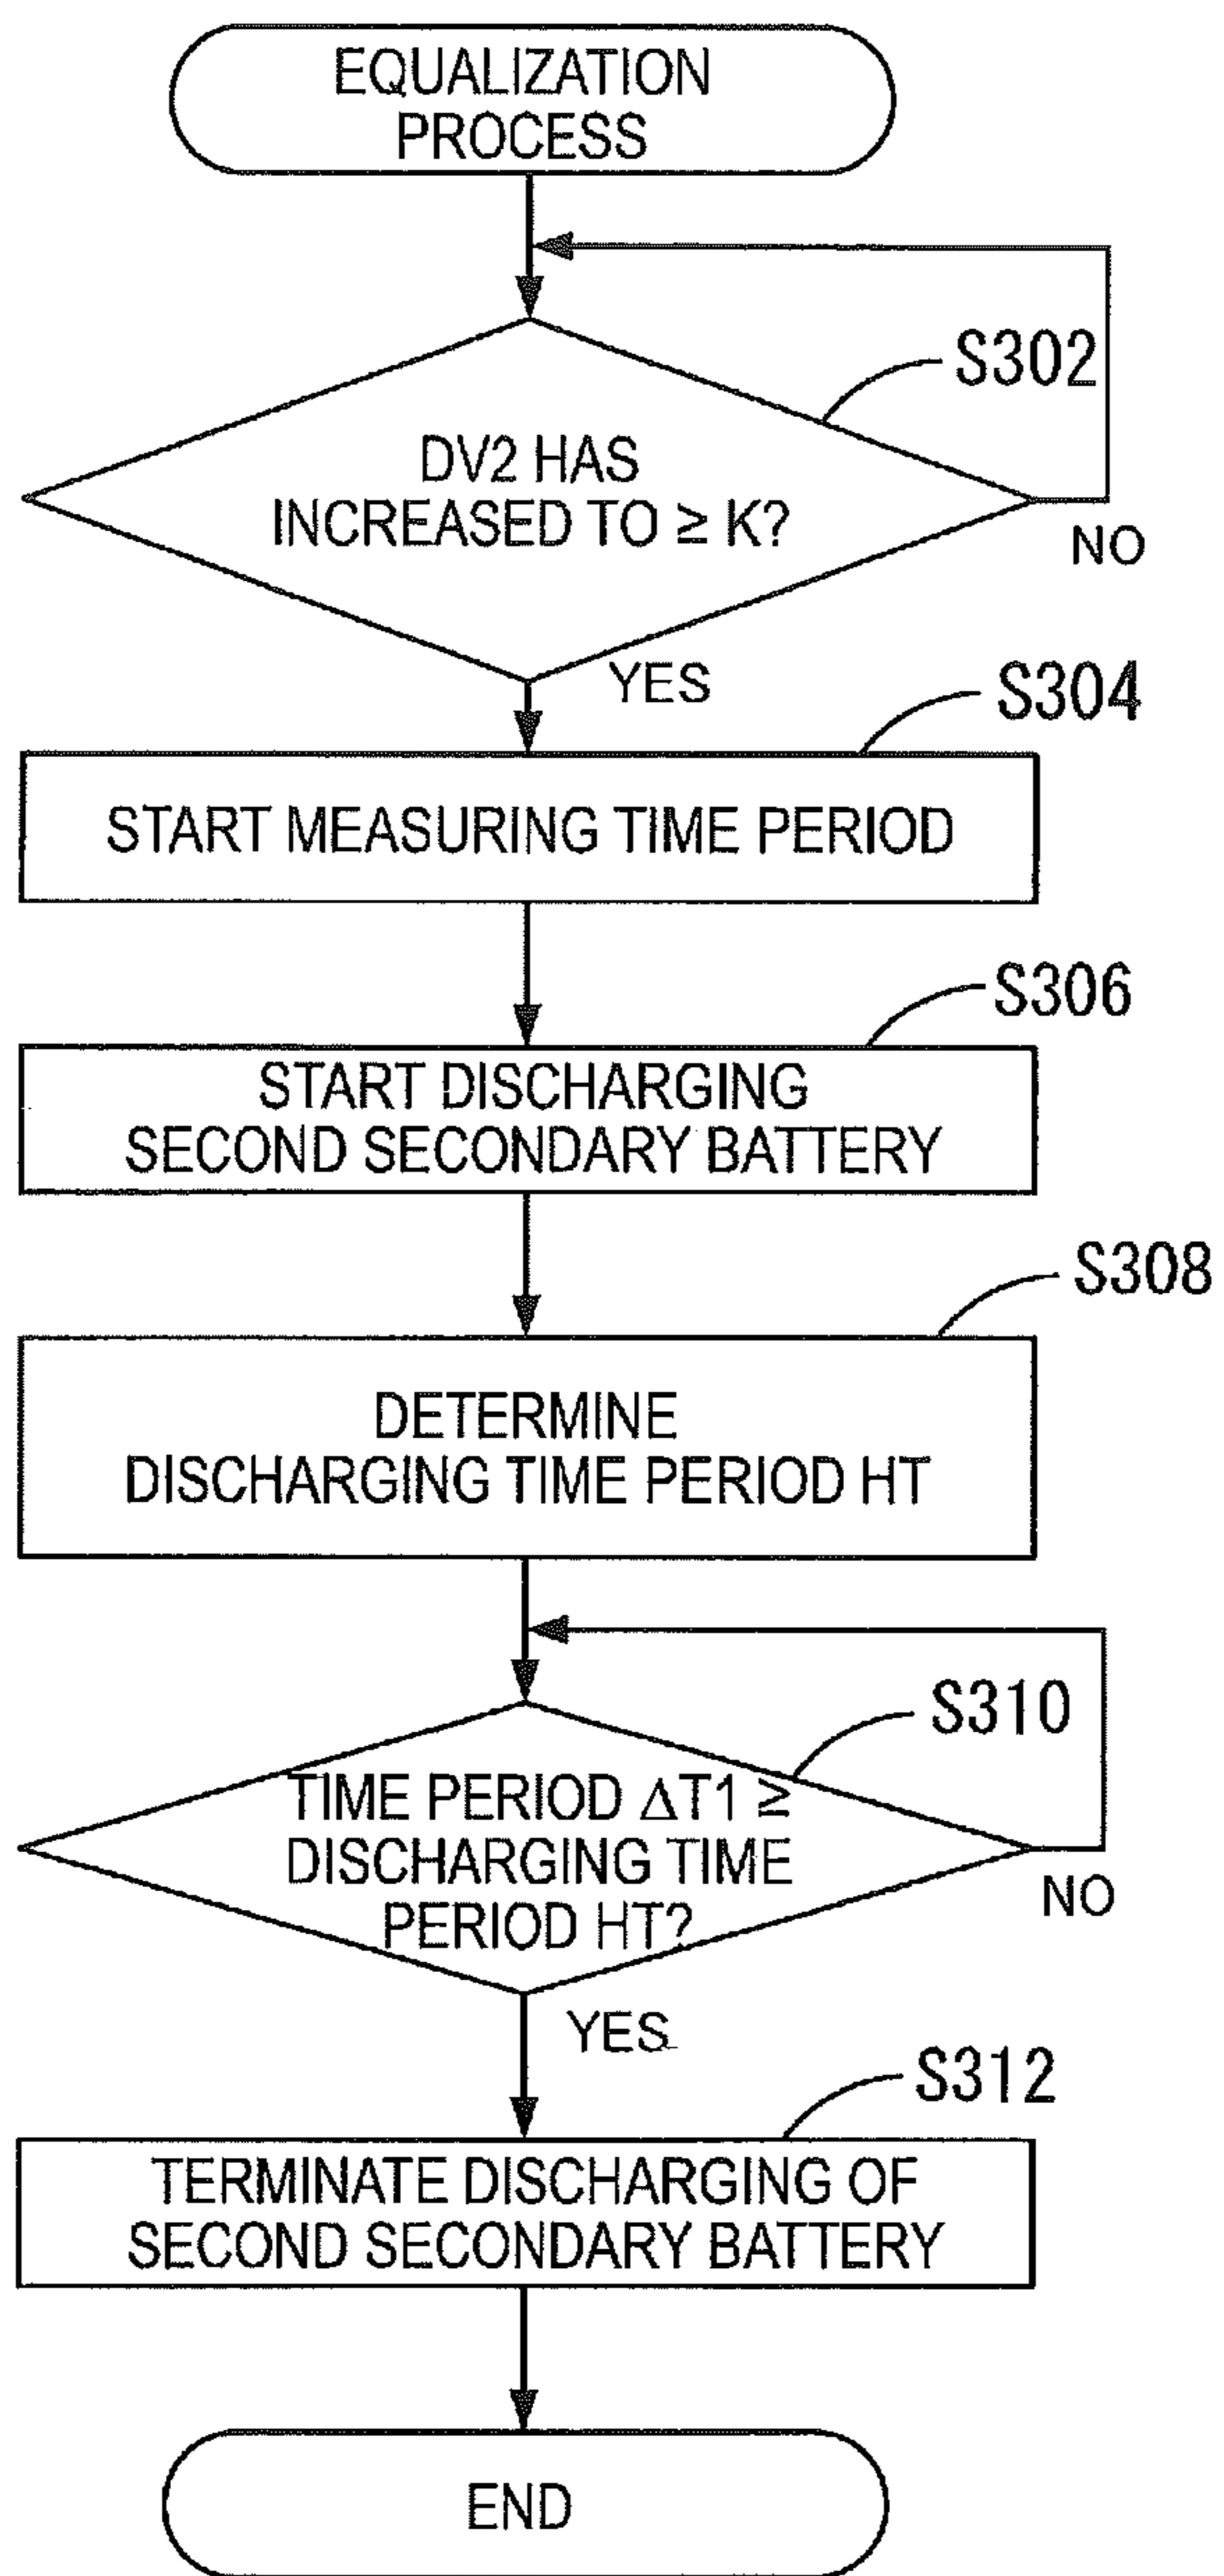 EQUALIZATION
PROCESS
S302
DV2 HAS
INCREASED TO ≥ K?
NO
YES
S304
START MEASURING TIME PERIOD
S306
START DISCHARGING
SECOND SECONDARY BATTERY
S308
DETERMINE
DISCHARGING TIME PERIOD HT
S310
TIME PERIOD ΔT1 ≥
DISCHARGING TIME
PERIOD HT?
NO
YES
S312
TERMINATE DISCHARGING OF
SECOND SECONDARY BATTERY
END